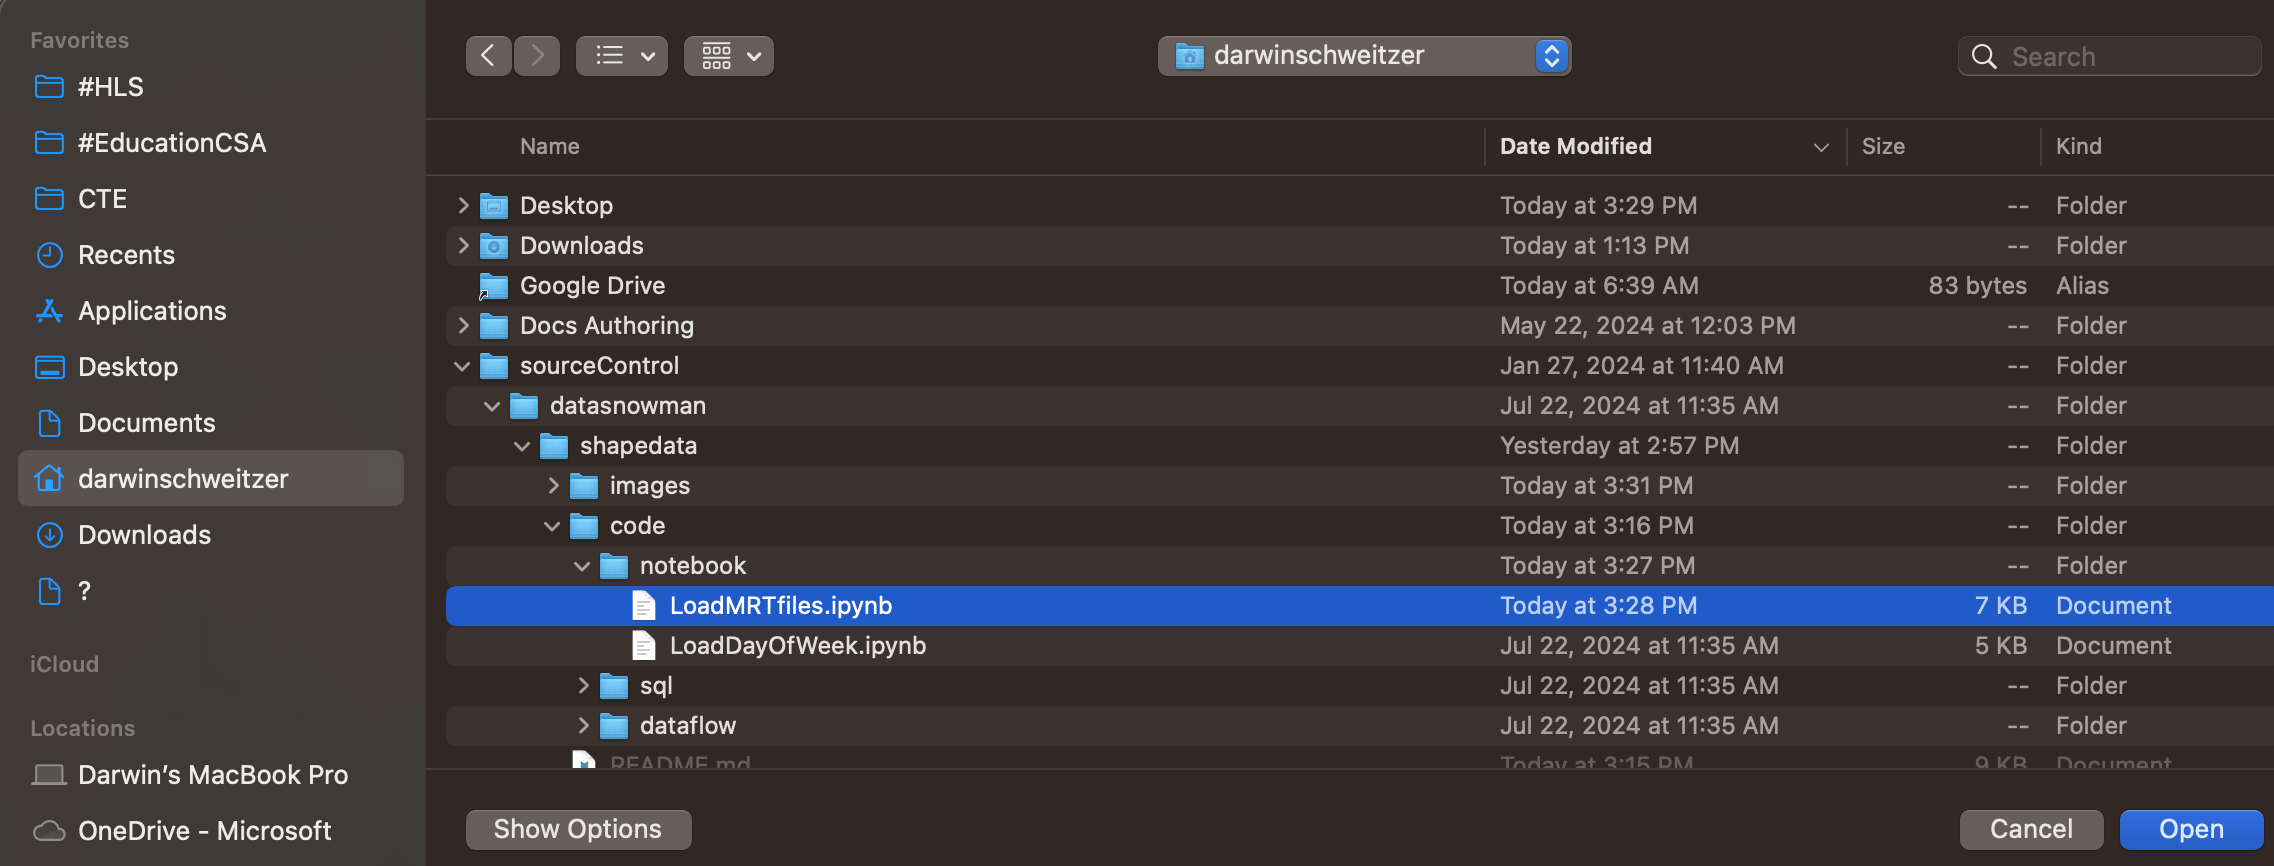 Favorites
#HLS
#EducationCSA
CTE
Recents
Applications
Desktop
Documents
darwinschweitzer
Downloads
?
iCloud
Locations
Darwin's MacBook Pro
OneDrive - Microsoft
darwinschweitzer
Search
Name Date Modified Size Kind
Desktop Today at 3:29 PM -- Folder
Downloads Today at 1:13 PM -- Folder
Google Drive Today at 6:39 AM 83 bytes Alias
Docs Authoring May 22, 2024 at 12:03 PM -- Folder
sourceControl Jan 27, 2024 at 11:40 AM -- Folder
datasnowman Jul 22, 2024 at 11:35 AM -- Folder
shapedata Yesterday at 2:57 PM -- Folder
images Today at 3:31 PM -- Folder
code Today at 3:16 PM -- Folder
notebook Today at 3:27 PM -- Folder
LoadMRTfiles.ipynb Today at 3:28 PM 7 KB Document
LoadDayOfWeek.ipynb Jul 22, 2024 at 11:35 AM 5 KB Document
sql Jul 22, 2024 at 11:35 AM -- Folder
dataflow Jul 22, 2024 at 11:35 AM -- Folder
README.md Today at 3:15 PM 9 KB Document
Show Options Cancel Open